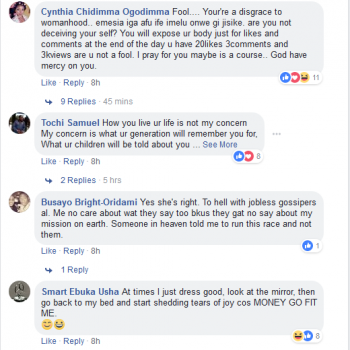 Cynthia Chidimma Ogodimma Fool.... Your're a disgrace to
womanhood.. emesia iga afu ife imelu onwe gi jisike. are you not
deceiving your self? You will expose ur body just for likes and
comments at the end of the day u have 20likes 3comments and
3kviews are u not a fool. I pray for you maybe is a course.. God have
mercy on you.
11
Like · Reply · 8h
9 Replies · 45 mins
Tochi Samuel How you live ur life is not my concern
My concern is what ur generation will remember you for,
What ur children will be told about you ... See More
8
Like · Reply · 8h
2 Replies · 5 hrs
Busayo Bright-Oridami Yes she's right. To hell with jobless gossipers
al. Me no care about wat they say too bkus they gat no say about my
mission on earth. Someone in heaven told me to run this race and not
them.
1
Like · Reply · 8h
1 Reply
Smart Ebuka Usha At times I just dress good, look at the mirror, then
go back to my bed and start shedding tears of joy cos MONEY GO FIT
ME.
8
Like · Reply · 8h